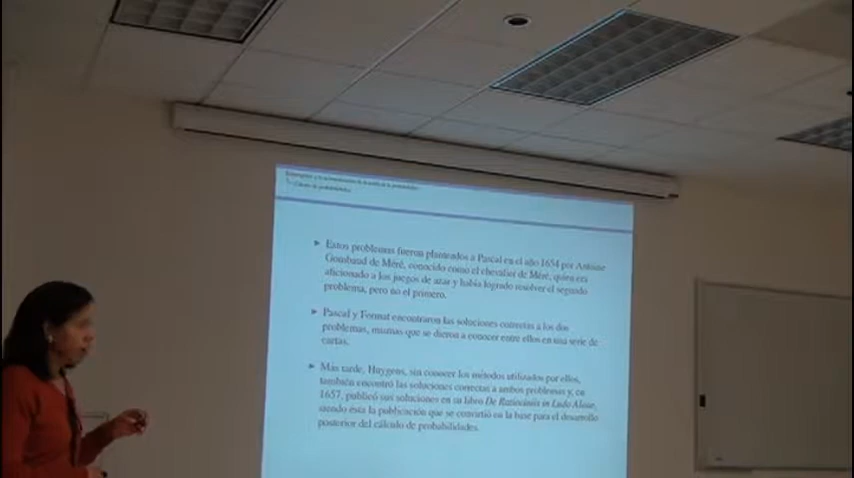 Cálculo de probabilidades
► Estos problemas fueron planteados a Pascal en el año 1654 por Antoine
Gombaud de Méré, conocido como el chevalier de Méré, quien era
aficionado a los juegos de azar y había logrado resolver el segundo
problema, pero no el primero.
► Pascal y Fermat encontraron las soluciones correctas a los dos
problemas, mismas que se dieron a conocer entre ellos en una serie de
cartas.
► Más tarde, Huygens, sin conocer los métodos utilizados por ellos,
también encontró las soluciones correctas a ambos problemas y, en
1657, publicó sus soluciones en su libro De Ratiociniis in Ludo Aleae,
siendo ésta la publicación que se convirtió en la base para el desarrollo
posterior del cálculo de probabilidades.